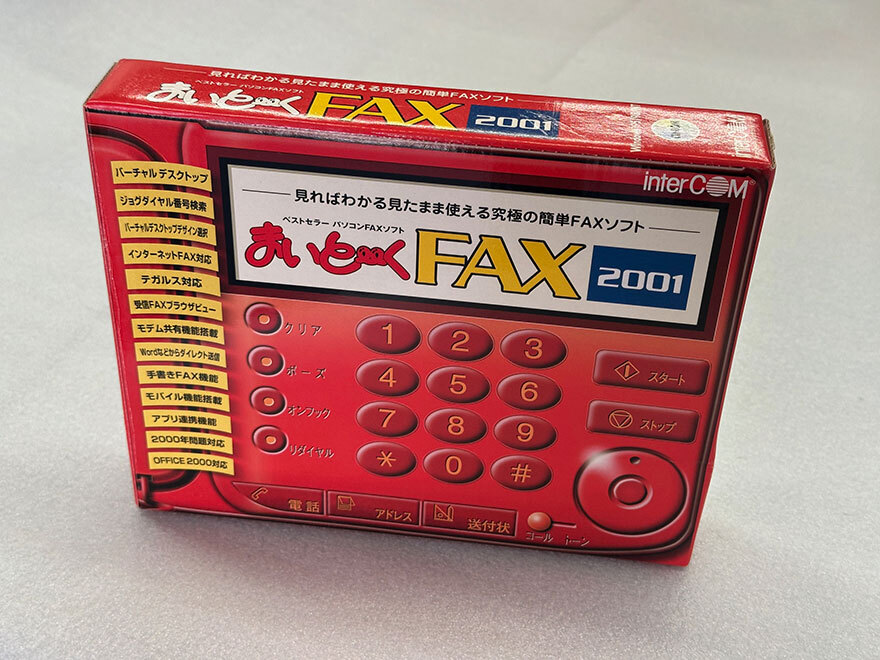 見ればわかる見たまま使える究極の簡単FAXソフト
ベストセラー パソコンFAXソフト
まいと〜く FAX 2001
interCOM®
バーチャルデスクトップ
ジョグダイヤル番号検索
バーチャルデスクトップデザイン選択
インターネットFAX対応
テガルス対応
受信FAXブラウザビュー
モデム共有機能搭載
Wordなどからダイレクト送信
手書きFAX機能
モバイル機能搭載
アプリ連携機能
2000年問題対応
OFFICE 2000対応
見ればわかる見たまま使える究極の簡単FAXソフト
ベストセラー パソコンFAXソフト
まいと〜く FAX 2001
クリア
ポーズ
オンフック
リダイヤル
1 2 3
4 5 6
7 8 9
* 0 #
スタート
ストップ
電話 アドレス 送付状
コール トーン